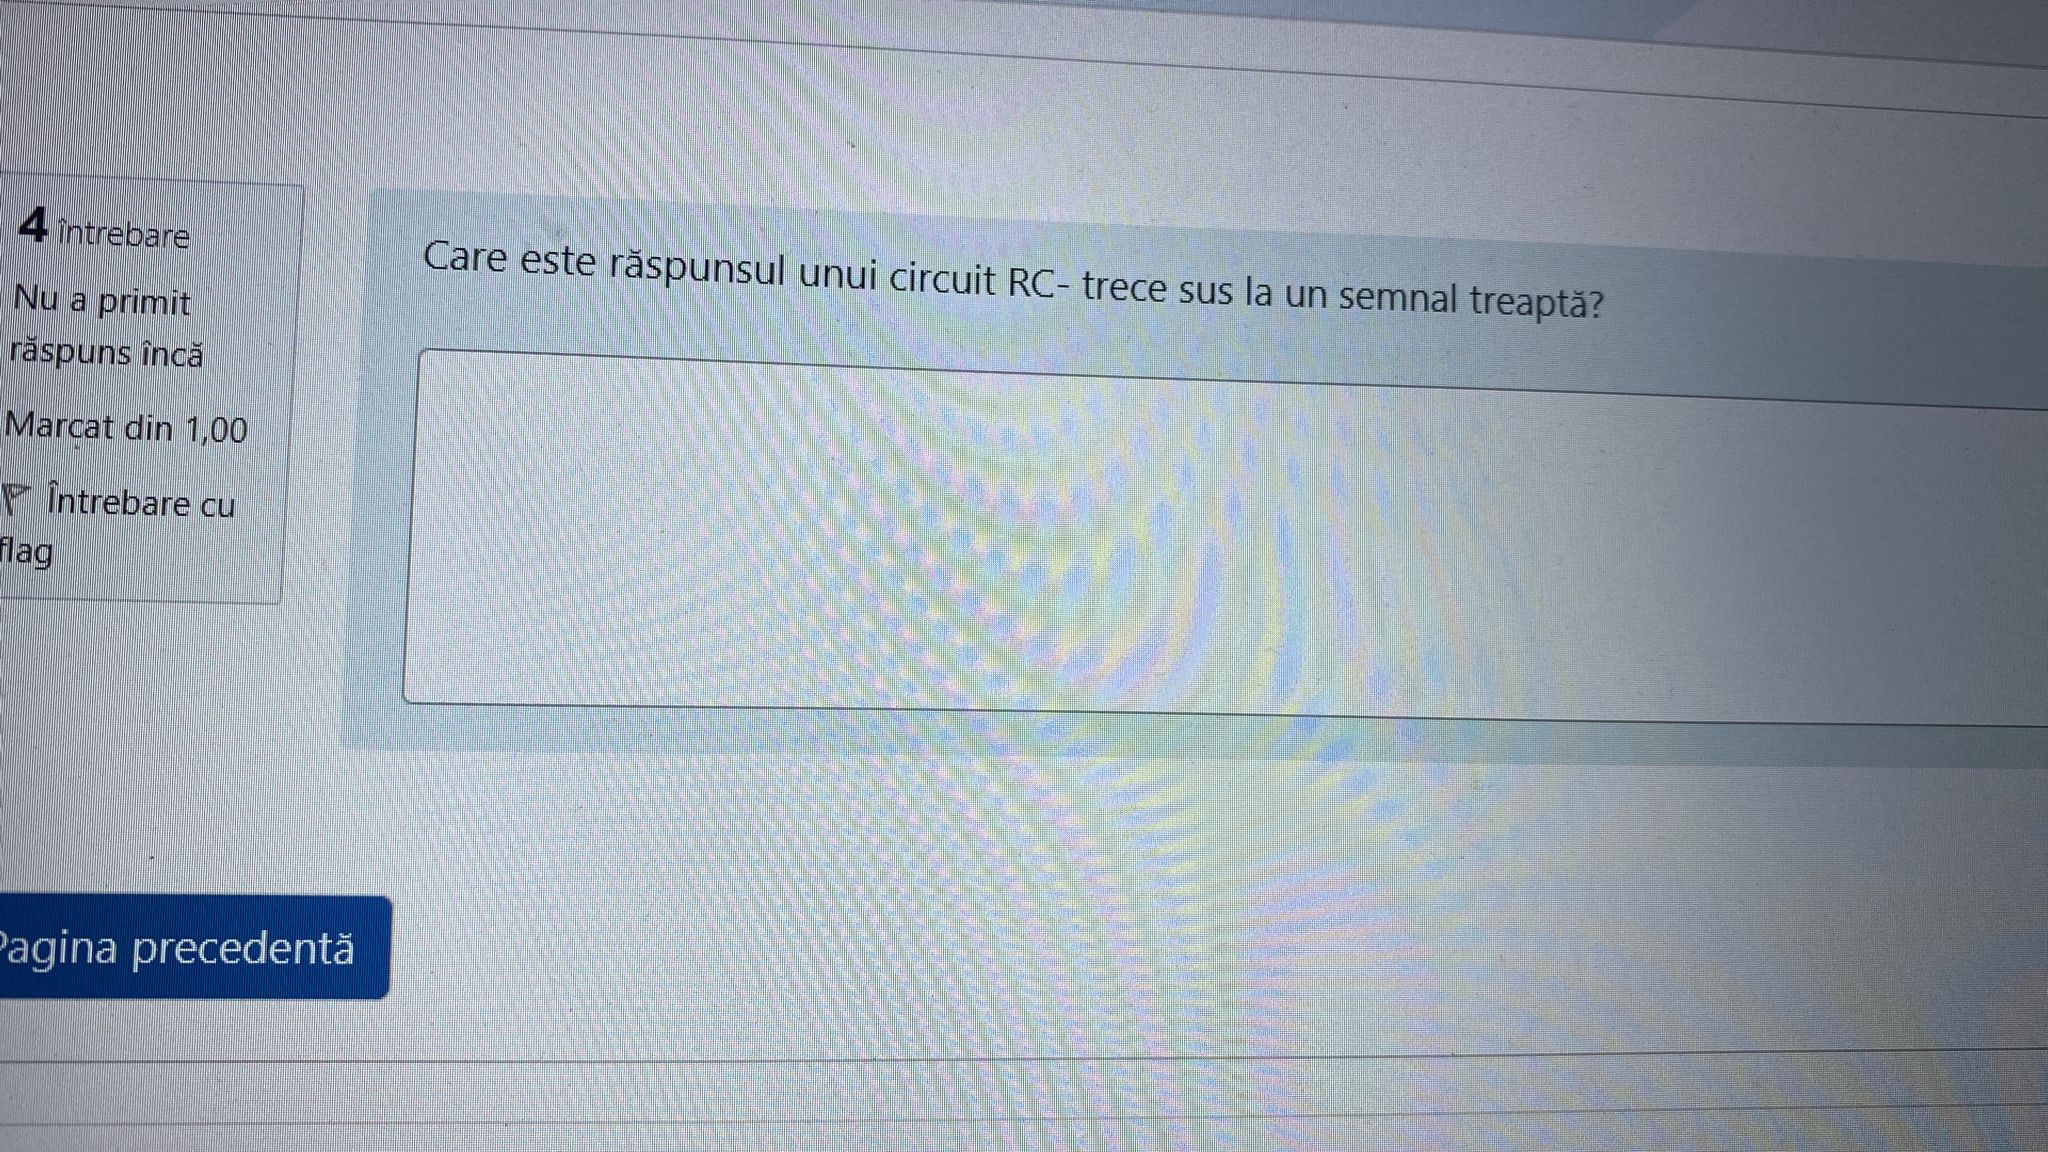 4 întrebare
Nu a primit
răspuns încă
Marcat din 1,00
Întrebare cu
flag
Care este răspunsul unui circuit RC- trece sus la un semnal treaptă?
Pagina precedentă